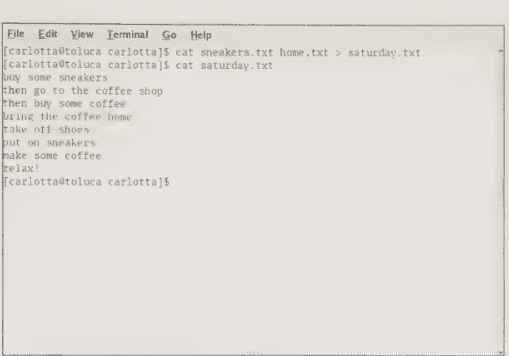 File Edit View Terminal Go Help
[carlotta@toluca carlotta]$ cat sneakers.txt home.txt > saturday.txt
[carlotta@toluca carlotta]$ cat saturday.txt
buy some sneakers
then go to the coffee shop
then buy some coffee
bring the coffee home
take off shoes
put on sneakers
make some coffee
relax!
[carlotta@toluca carlotta]$